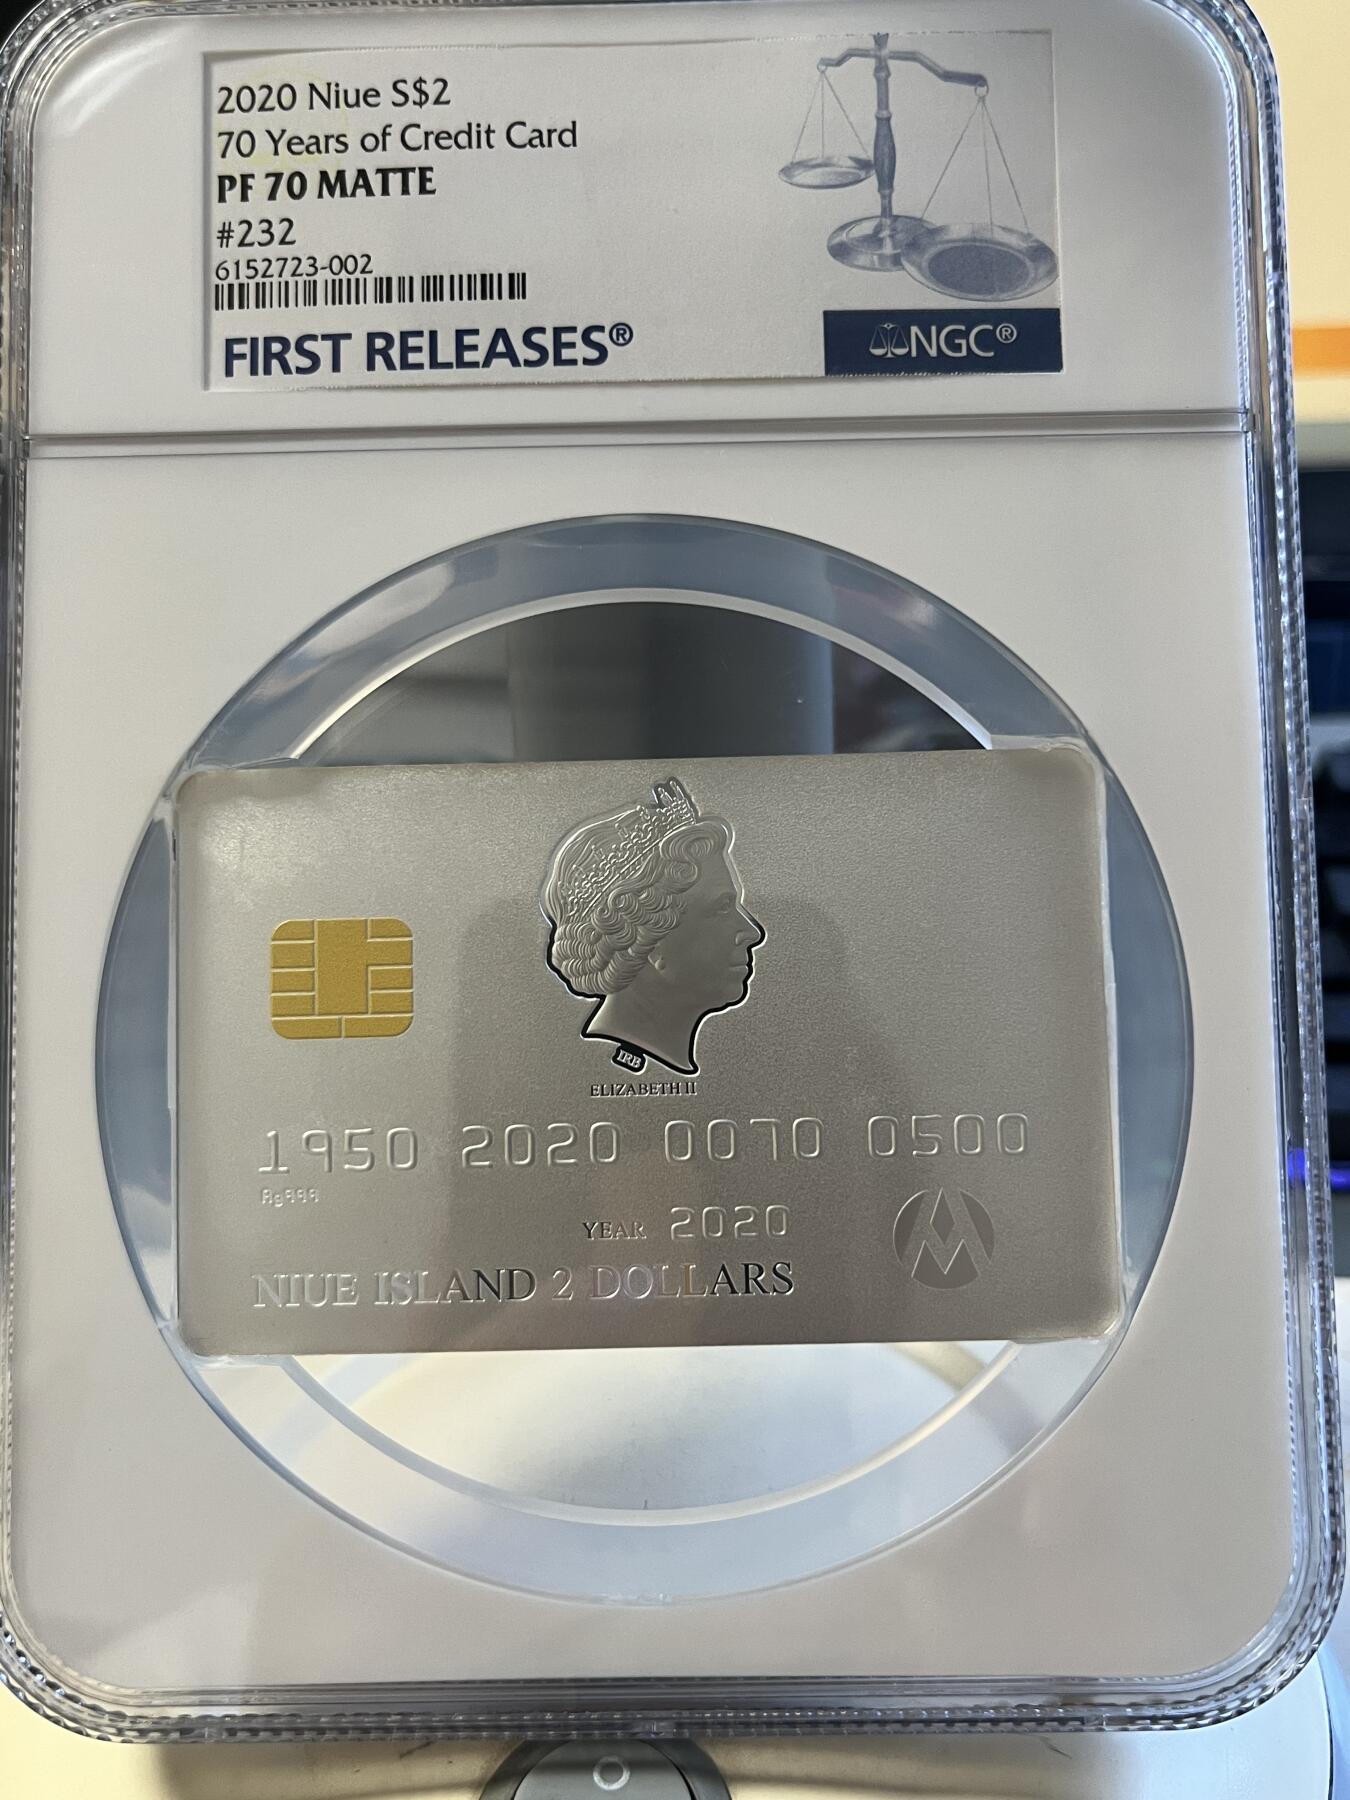 2020 Niue S$2
70 Years of Credit Card
PF 70 MATTE
#232
6152723-002
FIRST RELEASES®
NGC®
IRB
ELIZABETH II
1950 2020 0070 0500
Ag999
YEAR 2020
NIUE ISLAND 2 DOLLARS